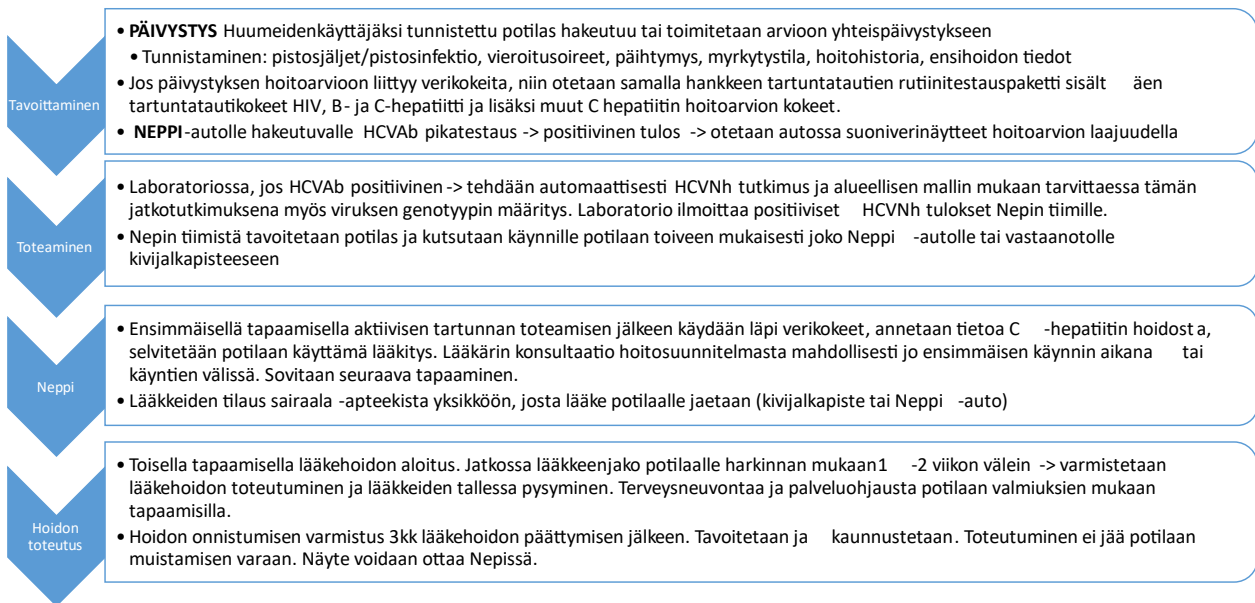 Tavoittaminen
• PÄIVYSTYS Huumeidenkäyttäjäksi tunnistettu potilas hakeutuu tai toimitetaan arvioon yhteispäivystykseen
• Tunnistaminen: pistosjäljet/pistosinfektio, vieroitusoireet, päihtymys, myrkytystila, hoitohistoria, ensihoidon tiedot
• Jos päivystyksen hoitoarvioon liittyy verikokeita, niin otetaan samalla hankkeen tartuntatautien rutiinitestauspaketti sisält äen
tartuntatautikokeet HIV, B- ja C-hepatiitti ja lisäksi muut C hepatiitin hoitoarvion kokeet.
• NEPPI-autolle hakeutuvalle HCVAb pikatestaus -> positiivinen tulos -> otetaan autossa suoniverinäytteet hoitoarvion laajuudella
Toteaminen
• Laboratoriossa, jos HCVAb positiivinen -> tehdään automaattisesti HCVNh tutkimus ja alueellisen mallin mukaan tarvittaessa tämän
jatkotutkimuksena myös viruksen genotyypin määritys. Laboratorio ilmoittaa positiiviset HCVNh tulokset Nepin tiimille.
• Nepin tiimistä tavoitetaan potilas ja kutsutaan käynnille potilaan toiveen mukaisesti joko Neppi -autolle tai vastaanotolle
kivijalkapisteeseen
Neppi
• Ensimmäisellä tapaamisella aktiivisen tartunnan toteamisen jälkeen käydään läpi verikokeet, annetaan tietoa C -hepatiitin hoidost a,
selvitetään potilaan käyttämä lääkitys. Lääkärin konsultaatio hoitosuunnitelmasta mahdollisesti jo ensimmäisen käynnin aikana tai
käyntien välissä. Sovitaan seuraava tapaaminen.
• Lääkkeiden tilaus sairaala -apteekista yksikköön, josta lääke potilaalle jaetaan (kivijalkapiste tai Neppi -auto)
Hoidon
toteutus
• Toisella tapaamisella lääkehoidon aloitus. Jatkossa lääkkeenjako potilaalle harkinnan mukaan1 -2 viikon välein -> varmistetaan
lääkehoidon toteutuminen ja lääkkeiden tallessa pysyminen. Terveysneuvontaa ja palveluohjausta potilaan valmiuksien mukaan
tapaamisilla.
• Hoidon onnistumisen varmistus 3kk lääkehoidon päättymisen jälkeen. Tavoitetaan ja kaunnustetaan. Toteutuminen ei jää potilaan
muistamisen varaan. Näyte voidaan ottaa Nepissä.